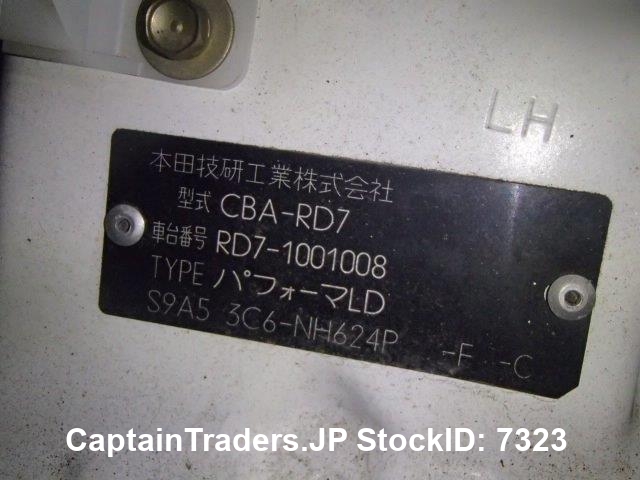 LH
本田技研工業株式会社
型式 CBA-RD7
車台番号 RD7-1001008
TYPE パフォーマLD
S9A5 3C6-NH624P -F -C
CaptainTraders.JP StockID: 7323